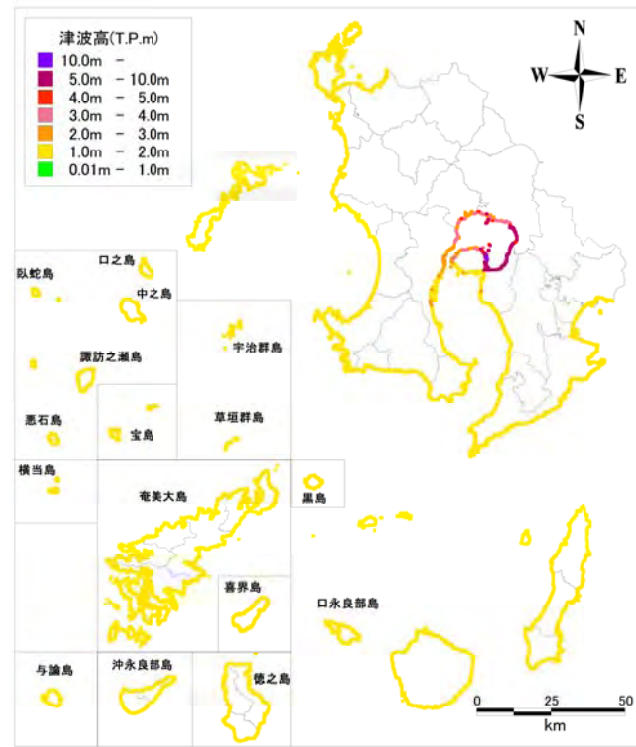 津波高(T.P.m)
10.0m -
5.0m - 10.0m
4.0m - 5.0m
3.0m - 4.0m
2.0m - 3.0m
1.0m - 2.0m
0.01m - 1.0m
N
W E
S
口之島
臥蛇島
中之島
宇治群島
諏訪之瀬島
悪石島
宝島
草垣群島
横当島
奄美大島
黒島
喜界島
口永良部島
与論島
沖永良部島
徳之島
0 25 50
km